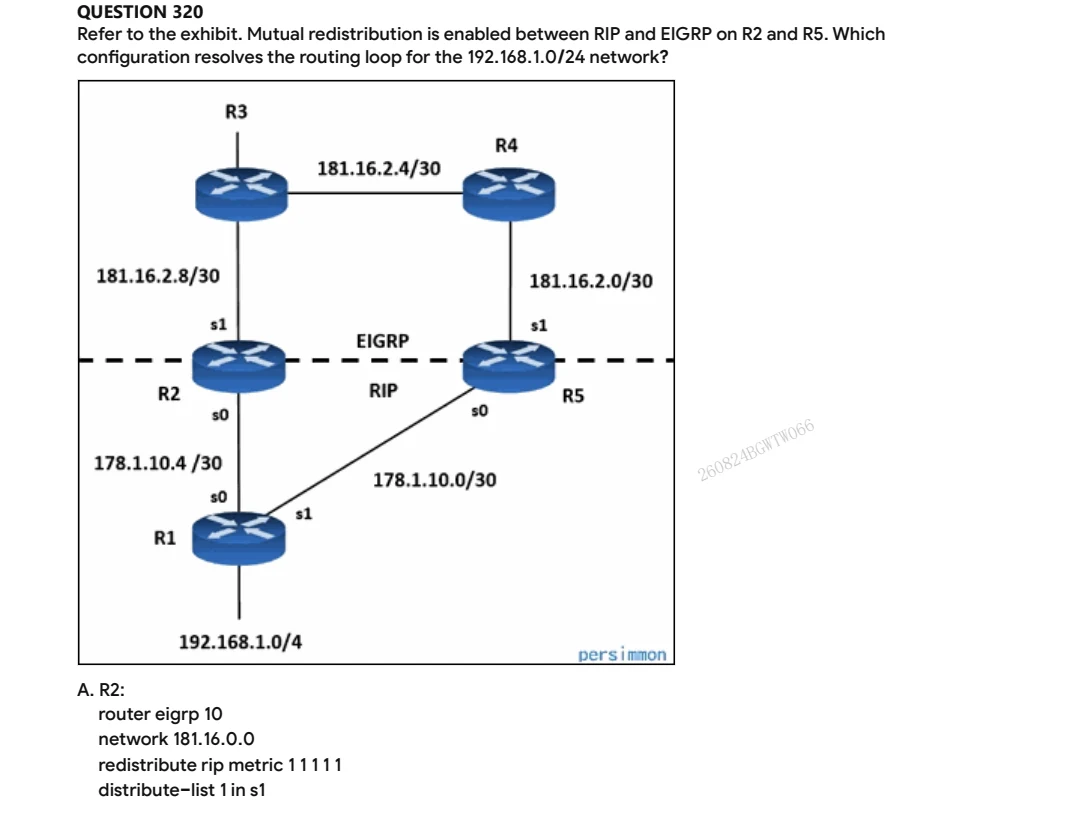 QUESTION 320
Refer to the exhibit. Mutual redistribution is enabled between RIP and EIGRP on R2 and R5. Which
configuration resolves the routing loop for the 192.168.1.0/24 network?
R3
R4
181.16.2.4/30
181.16.2.8/30
181.16.2.0/30
s1
s1
EIGRP
R2
RIP
R5
s0
s0
178.1.10.4 /30
178.1.10.0/30
s0
s1
R1
192.168.1.0/4
persimmon
260824BGWTW066
A. R2:
router eigrp 10
network 181.16.0.0
redistribute rip metric 1 1 1 1 1
distribute-list 1 in s1